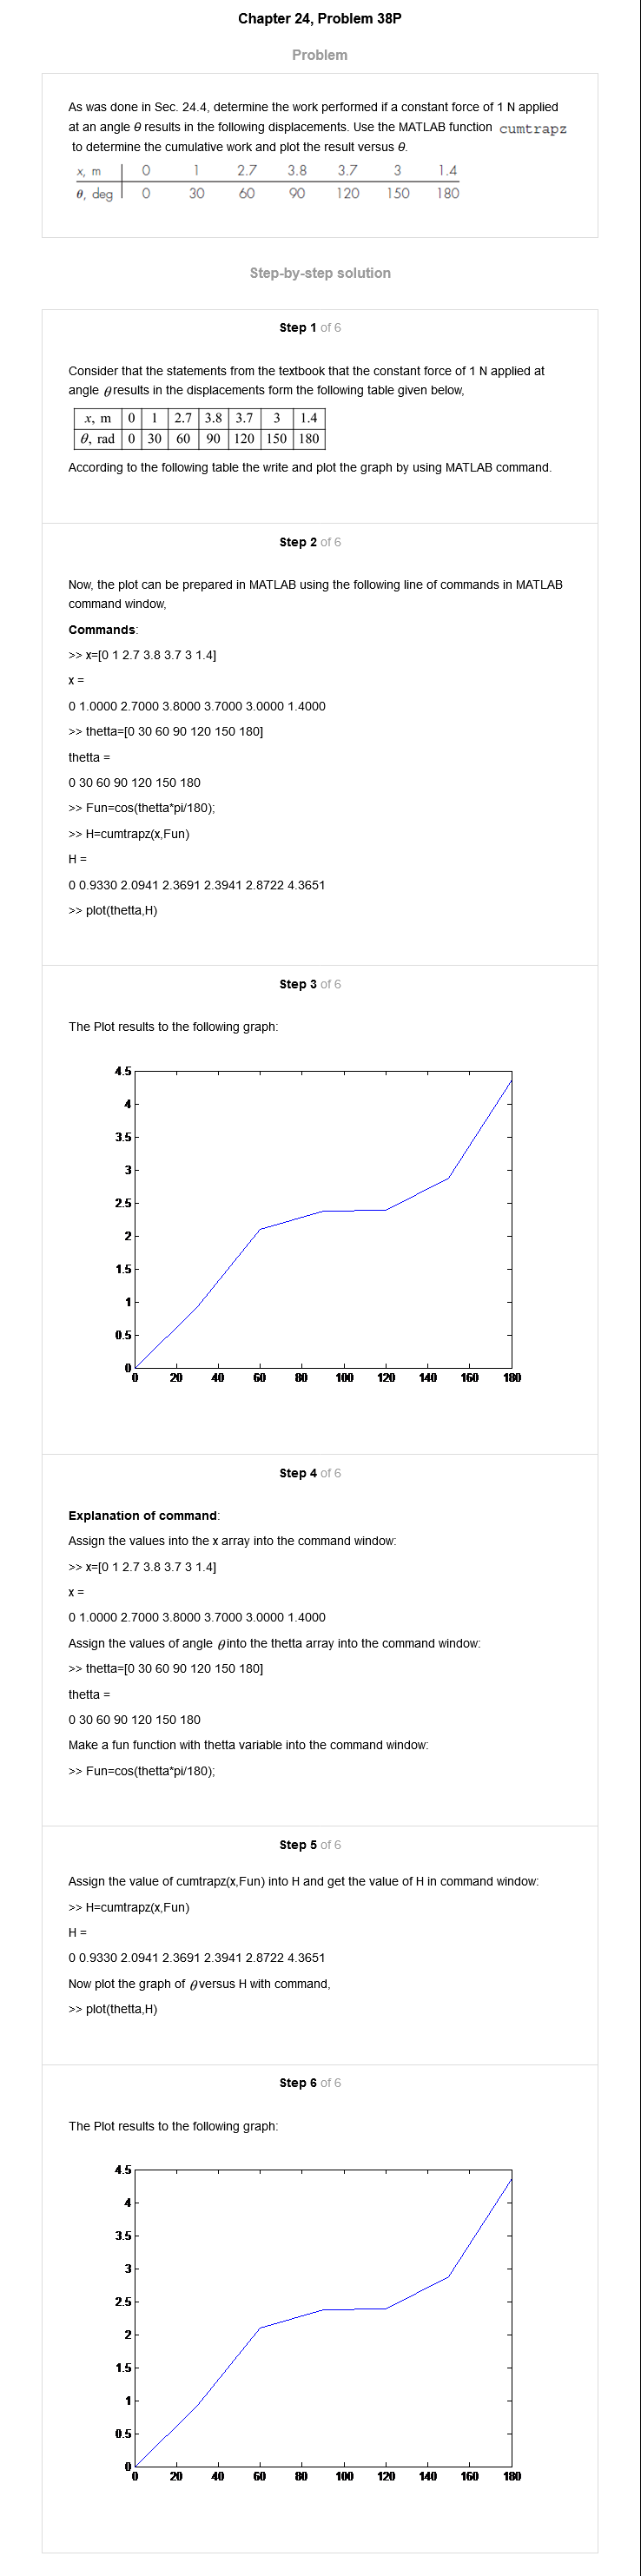 Chapter 24, Problem 38P
Problem
As was done in Sec. 24.4, determine the work performed if a constant force of 1 N applied
at an angle θ results in the following displacements. Use the MATLAB function cumtrapz
to determine the cumulative work and plot the result versus θ.
x, m 0 1 2.7 3.8 3.7 3 1.4
θ, deg 0 30 60 90 120 150 180
Step-by-step solution
Step 1 of 6
Consider that the statements from the textbook that the constant force of 1 N applied at
angle θ results in the displacements form the following table given below,
x, m 0 1 2.7 3.8 3.7 3 1.4
θ, rad 0 30 60 90 120 150 180
According to the following table the write and plot the graph by using MATLAB command.
Step 2 of 6
Now, the plot can be prepared in MATLAB using the following line of commands in MATLAB
command window,
Commands:
>> x=[0 1 2.7 3.8 3.7 3 1.4]
x =
0 1.0000 2.7000 3.8000 3.7000 3.0000 1.4000
>> thetta=[0 30 60 90 120 150 180]
thetta =
0 30 60 90 120 150 180
>> Fun=cos(thetta*pi/180);
>> H=cumtrapz(x,Fun)
H =
0 0.9330 2.0941 2.3691 2.3941 2.8722 4.3651
>> plot(thetta,H)
Step 3 of 6
The Plot results to the following graph:
4.5
4
3.5
3
2.5
2
1.5
1
0.5
0
0 20 40 60 80 100 120 140 160 180
Step 4 of 6
Explanation of command:
Assign the values into the x array into the command window:
>> x=[0 1 2.7 3.8 3.7 3 1.4]
x =
0 1.0000 2.7000 3.8000 3.7000 3.0000 1.4000
Assign the values of angle θ into the thetta array into the command window:
>> thetta=[0 30 60 90 120 150 180]
thetta =
0 30 60 90 120 150 180
Make a fun function with thetta variable into the command window:
>> Fun=cos(thetta*pi/180);
Step 5 of 6
Assign the value of cumtrapz(x,Fun) into H and get the value of H in command window:
>> H=cumtrapz(x,Fun)
H =
0 0.9330 2.0941 2.3691 2.3941 2.8722 4.3651
Now plot the graph of θ versus H with command,
>> plot(thetta,H)
Step 6 of 6
The Plot results to the following graph:
4.5
4
3.5
3
2.5
2
1.5
1
0.5
0
0 20 40 60 80 100 120 140 160 180